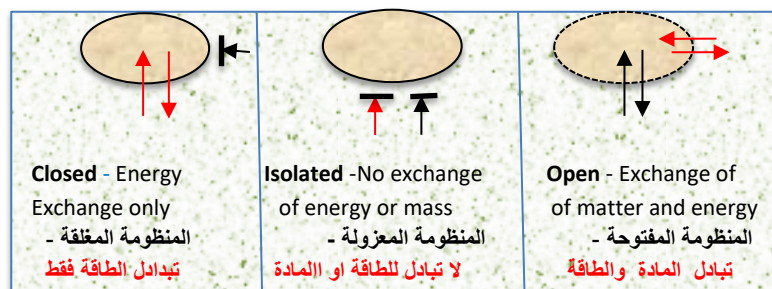 Closed - Energy
Exchange only
المنظومة المغلقة -
تبدادل الطاقة فقط
Isolated -No exchange
of energy or mass
المنظومة المعزولة -
لا تبادل للطاقة او االمادة
Open - Exchange of
of matter and energy
المنظومة المفتوحة -
تبادل المادة والطاقة